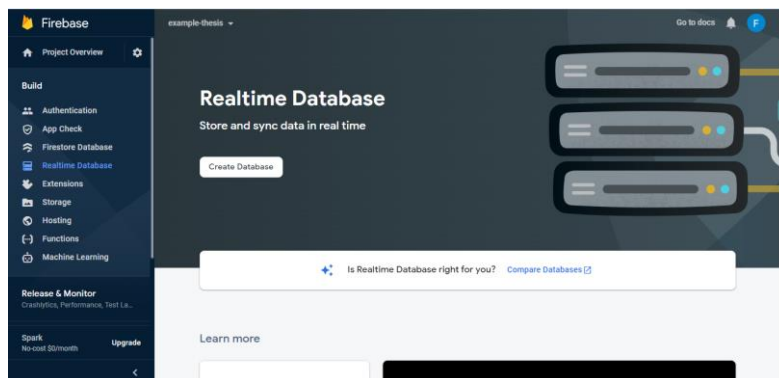 Firebase
example-thesis
Go to docs
F
Project Overview
Build
Authentication
App Check
Firestore Database
Realtime Database
Extensions
Storage
Hosting
Functions
Machine Learning
Release & Monitor
Crashlytics, Performance, Test La...
Spark
No-cost $0/month
Upgrade
Realtime Database
Store and sync data in real time
Create Database
Is Realtime Database right for you? Compare Databases
Learn more